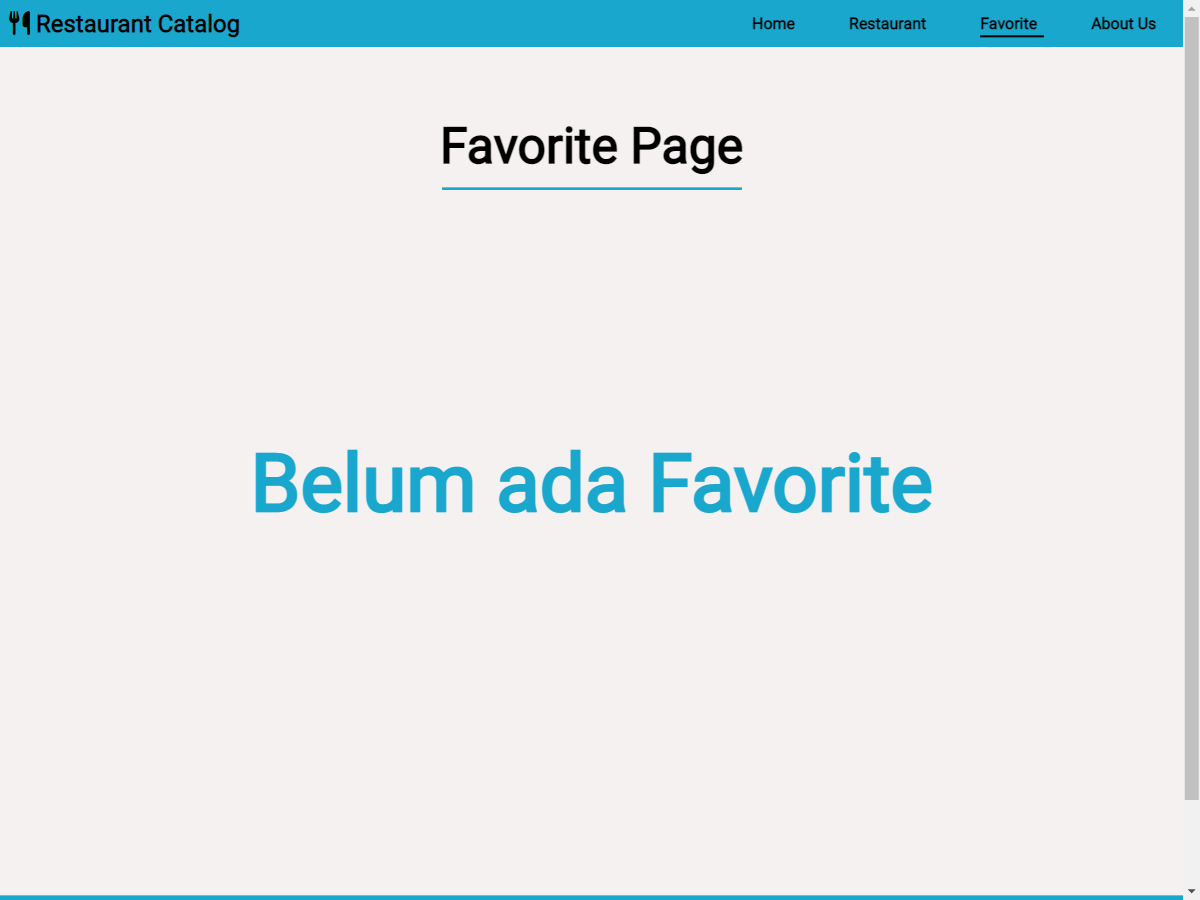 Restaurant Catalog
Home
Restaurant
Favorite
About Us
Favorite Page
Belum ada Favorite